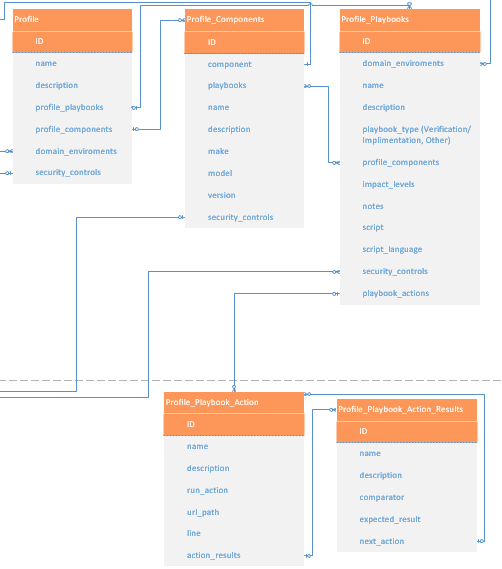 Profile
ID
name
description
profile_playbooks
profile_components
domain_enviroments
security_controls
Profile_Components
ID
component
playbooks
name
description
make
model
version
security_controls
Profile_Playbooks
ID
domain_enviroments
name
description
playbook_type (Verification/
Implimentation, Other)
profile_components
impact_levels
notes
script
script_language
security_controls
playbook_actions
Profile_Playbook_Action
ID
name
description
run_action
url_path
line
action_results
Profile_Playbook_Action_Results
ID
name
description
comparator
expected_result
next_action